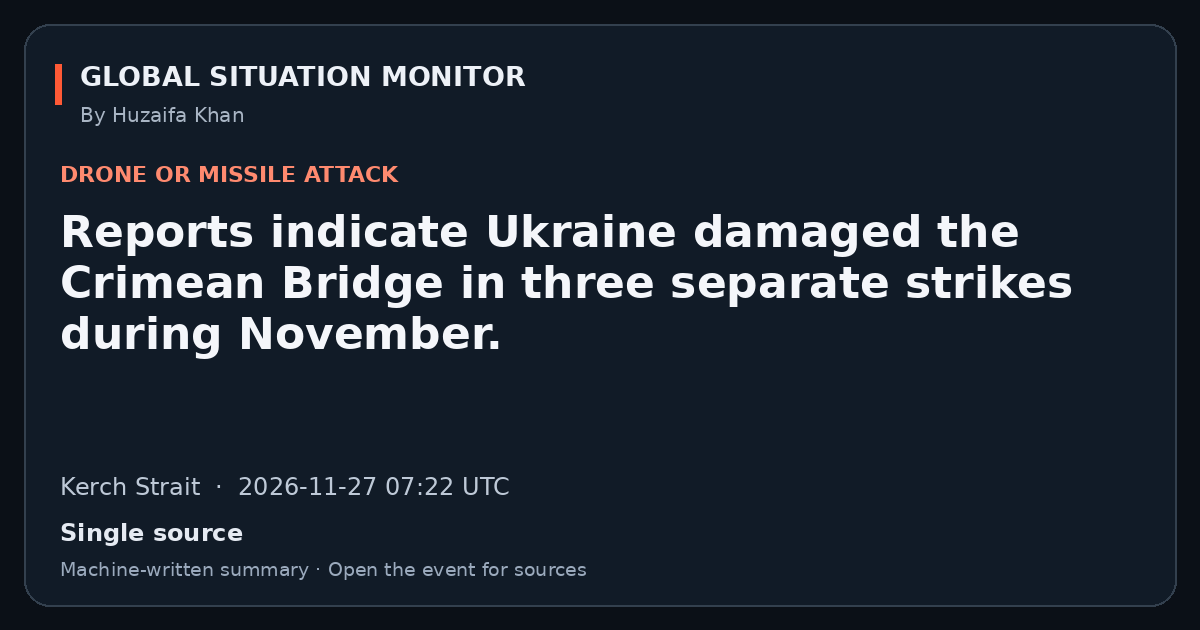 GLOBAL SITUATION MONITOR
By Huzaifa Khan
DRONE OR MISSILE ATTACK
Reports indicate Ukraine damaged the
Crimean Bridge in three separate strikes
during November.
Kerch Strait · 2026-11-27 07:22 UTC
Single source
Machine-written summary · Open the event for sources